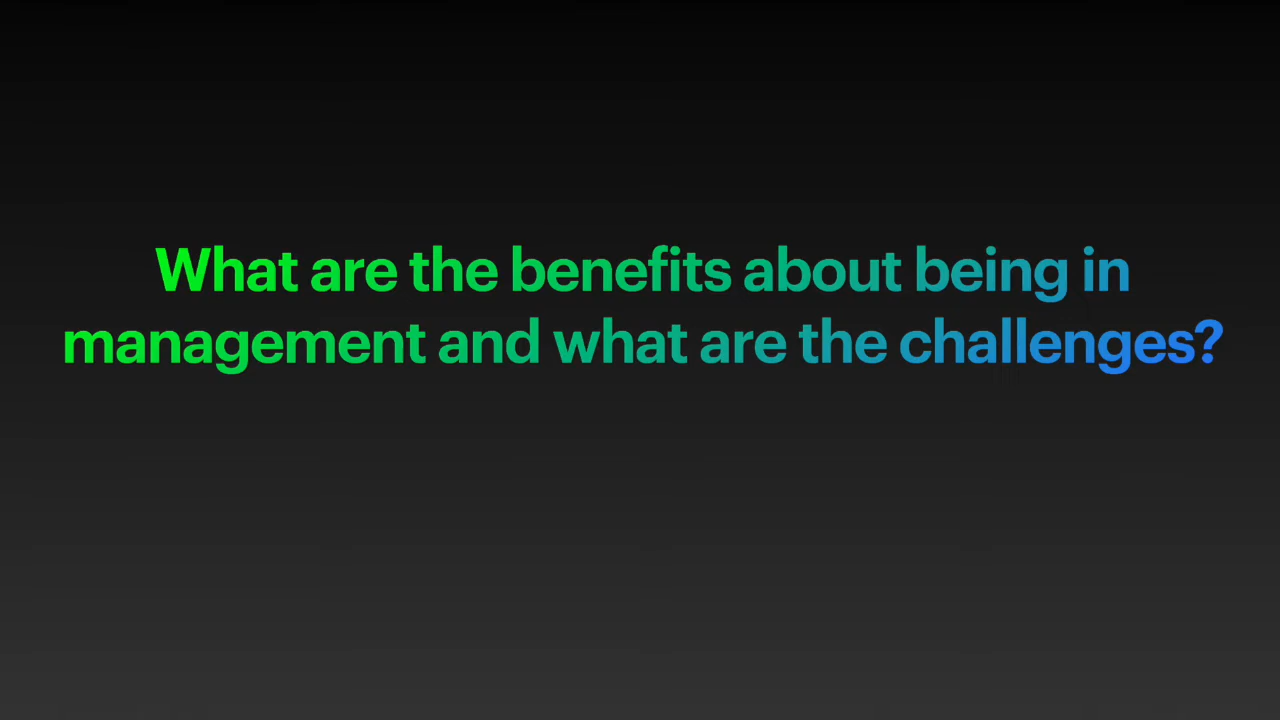 What are the benefits about being in
management and what are the challenges?